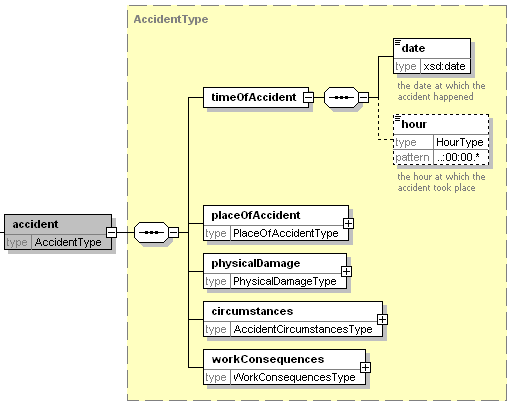 AccidentType
date
type xsd:date
the date at which the
accident happened
timeOfAccident
hour
type HourType
pattern ..:00:00.*
the hour at which the
accident took place
accident
type AccidentType
placeOfAccident
type PlaceOfAccidentType
physicalDamage
type PhysicalDamageType
circumstances
type AccidentCircumstancesType
workConsequences
type WorkConsequencesType